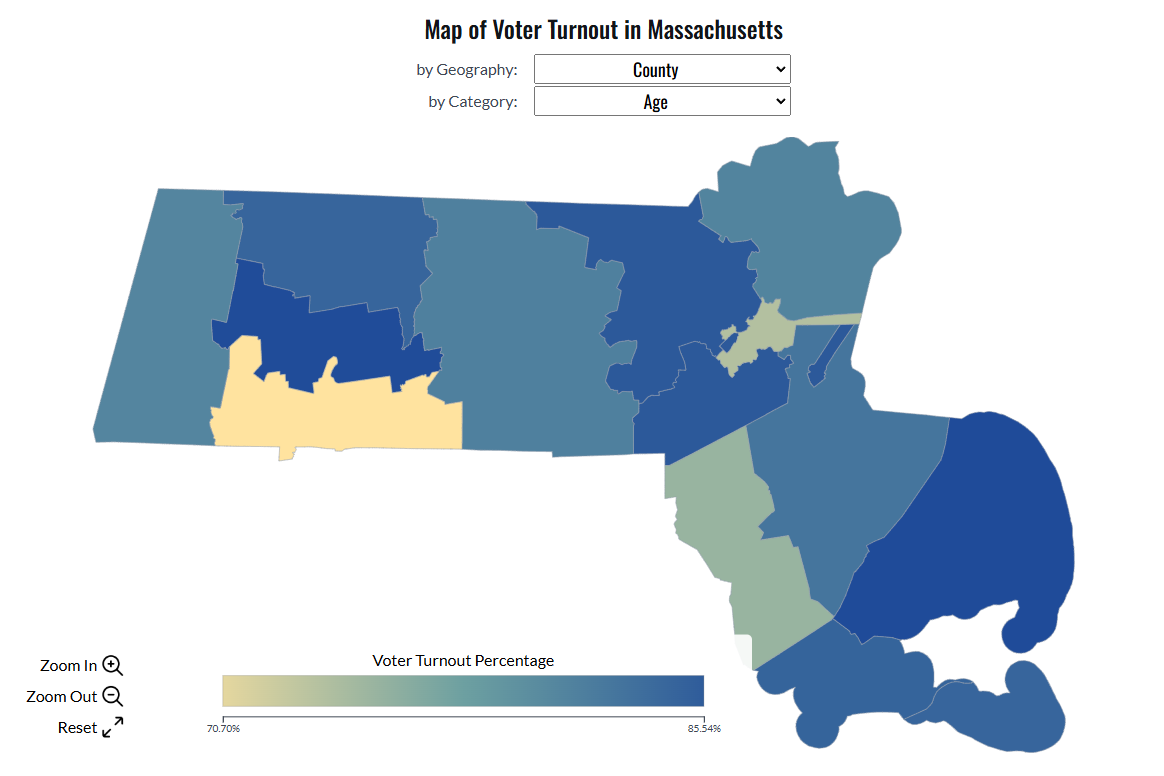 Map of Voter Turnout in Massachusetts
by Geography: County
by Category: Age
Zoom In
Zoom Out
Reset
Voter Turnout Percentage
70.70% 85.54%